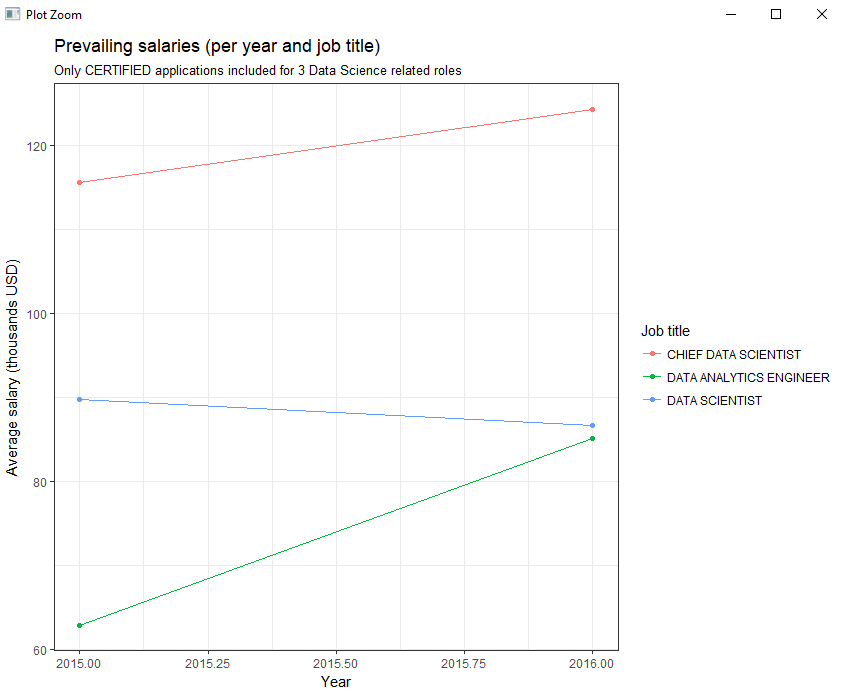 Plot Zoom
Prevailing salaries (per year and job title)
Only CERTIFIED applications included for 3 Data Science related roles
Average salary (thousands USD)
120
100
80
60
2015.00 2015.25 2015.50 2015.75 2016.00
Year
Job title
CHIEF DATA SCIENTIST
DATA ANALYTICS ENGINEER
DATA SCIENTIST